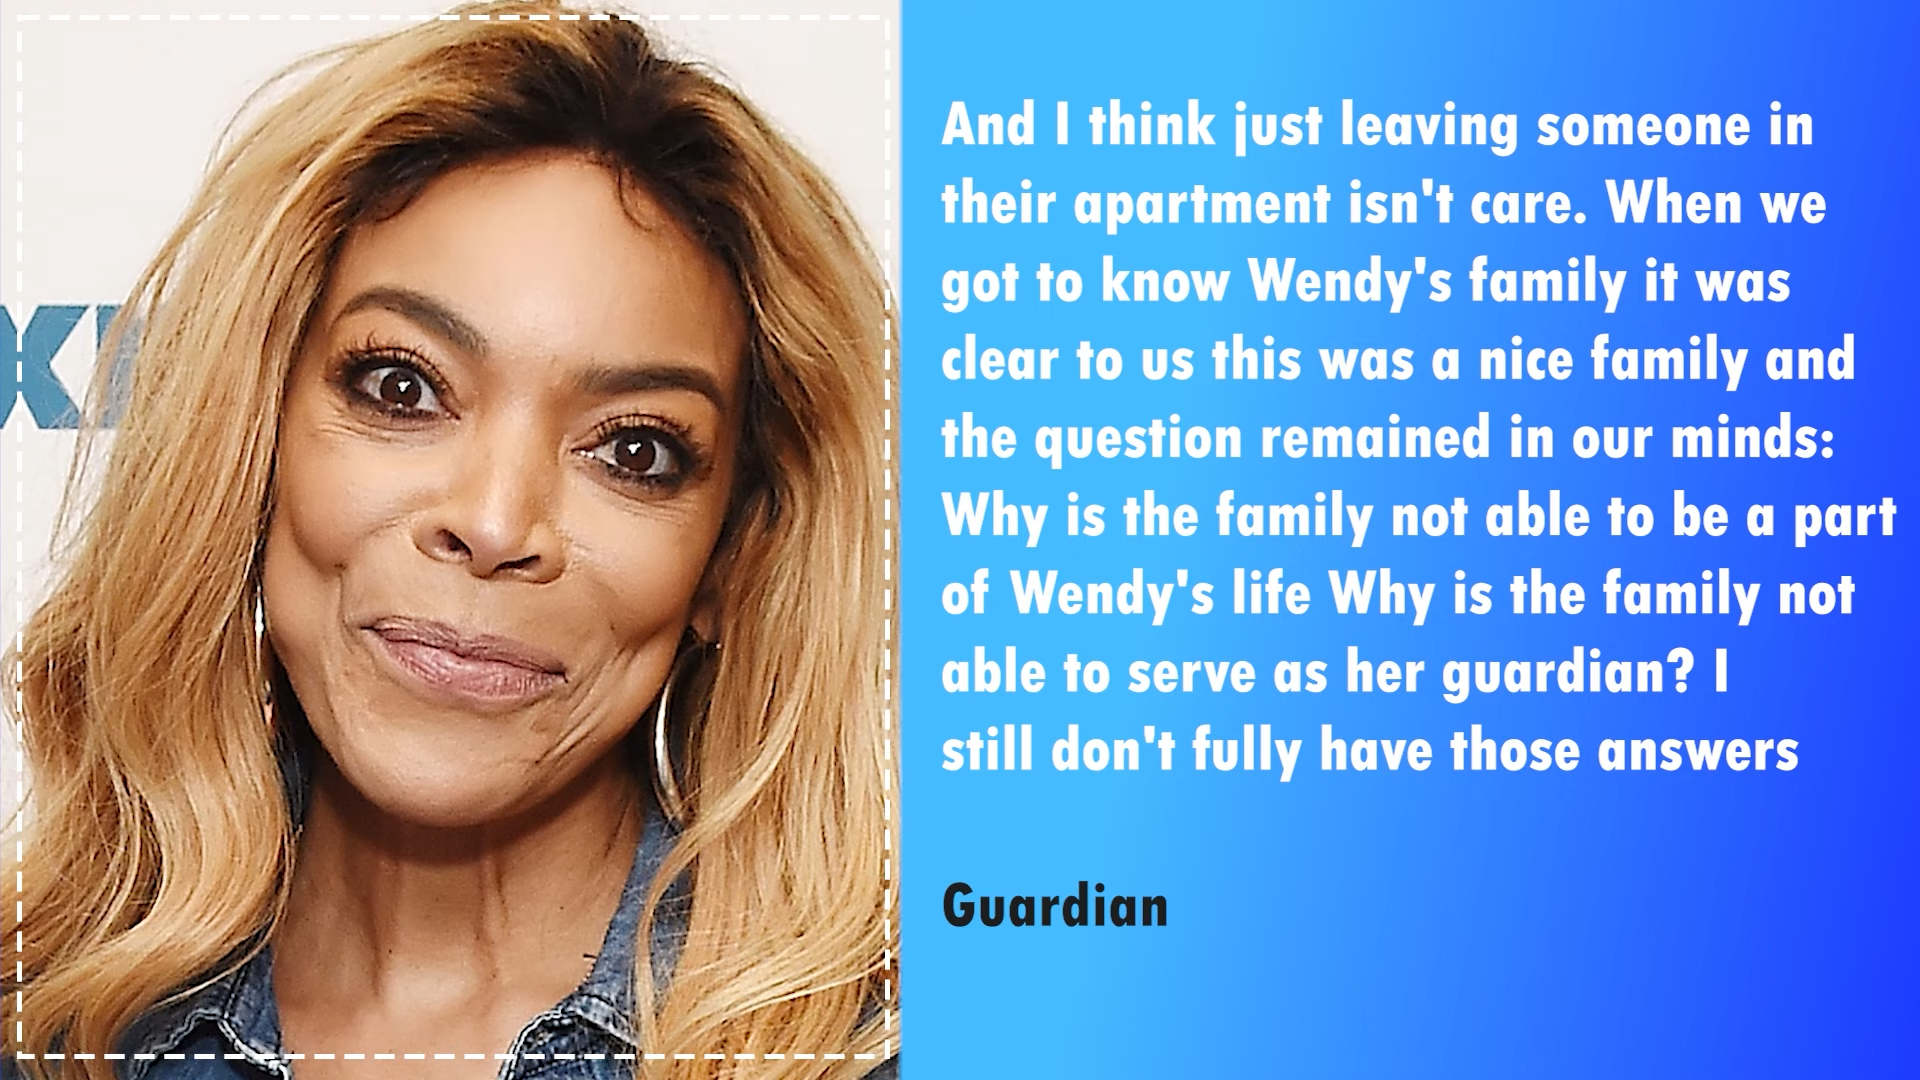 And I think just leaving someone in
their apartment isn't care. When we
got to know Wendy's family it was
clear to us this was a nice family and
the question remained in our minds:
Why is the family not able to be a part
of Wendy's life Why is the family not
able to serve as her guardian? I
still don't fully have those answers
Guardian